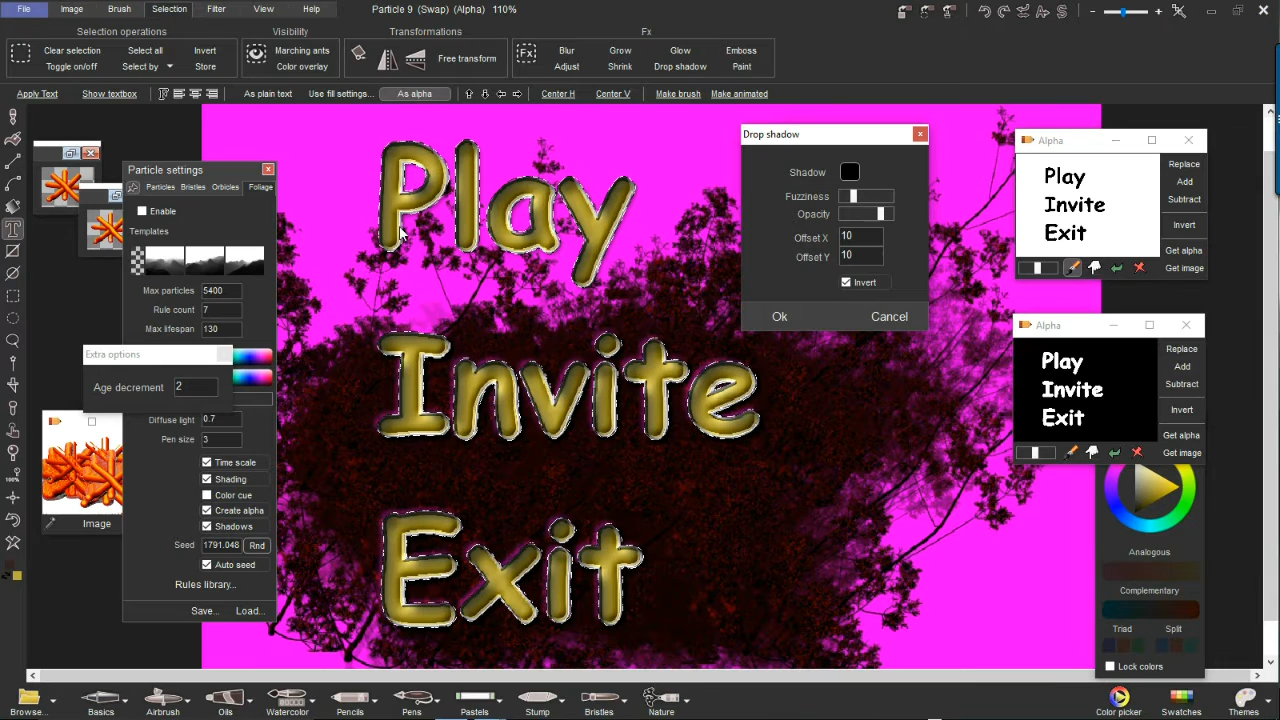 File Image Brush Selection Filter View Help Particle 9 (Swap) (Alpha) 110%
Selection operations Visibility Transformations Fx
Clear selection Select all Invert Marching ants Blur Grow Glow Emboss
Free transform
Toggle on/off Select by Store Color overlay Adjust Shrink Drop shadow Paint
Apply Text Show textbox As plain text Use fill settings... As alpha Center H Center V Make brush Make animated
Particle settings
Particles Bristles Orbicles Foliage
Enable
Templates
Max particles 5400
Rule count 7
Max lifespan 130
Extra options
Age decrement 2
Diffuse light 0.7
Pen size 3
Time scale
Shading
Color cue
Create alpha
Shadows
Seed 1791.048 Rnd
Auto seed
Rules library...
Save... Load...
Image
100%
Play
Invite
Exit
Drop shadow
Shadow
Fuzziness
Opacity
Offset X 10
Offset Y 10
Invert
Ok Cancel
Alpha
Play
Invite
Exit
Replace
Add
Subtract
Invert
Get alpha
Get image
Alpha
Play
Invite
Exit
Replace
Add
Subtract
Invert
Get alpha
Get image
Analogous
Complementary
Triad Split
Lock colors
Browse... Basics Airbrush Oils Watercolor Pencils Pens Pastels Stump Bristles Nature Color picker Swatches Themes